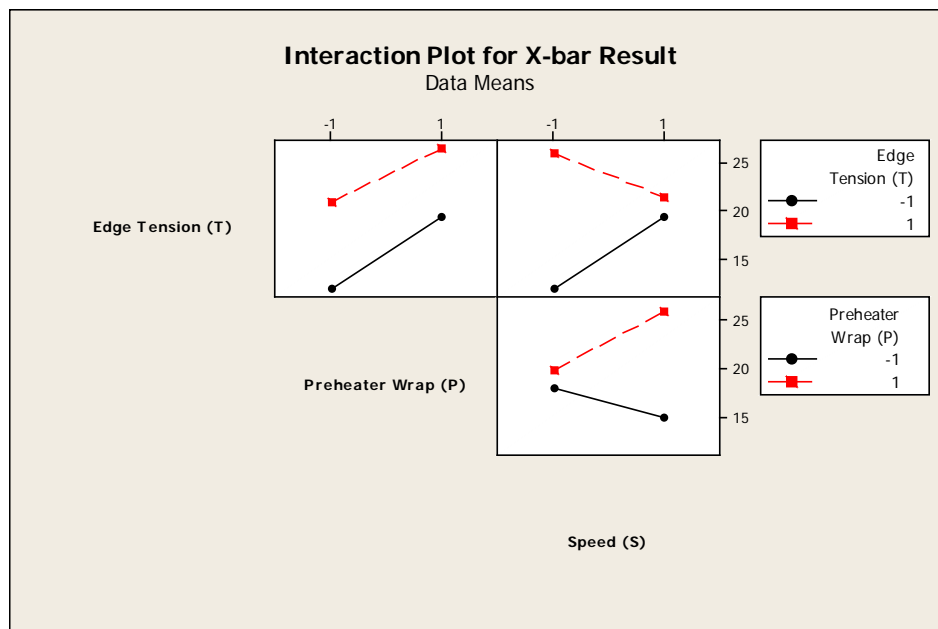 Interaction Plot for X-bar Result
Data Means
-1 1 -1 1
Edge Tension (T)
25
20
15
Edge
Tension (T)
-1
1
Preheater Wrap (P)
25
20
15
Preheater
Wrap (P)
-1
1
Speed (S)